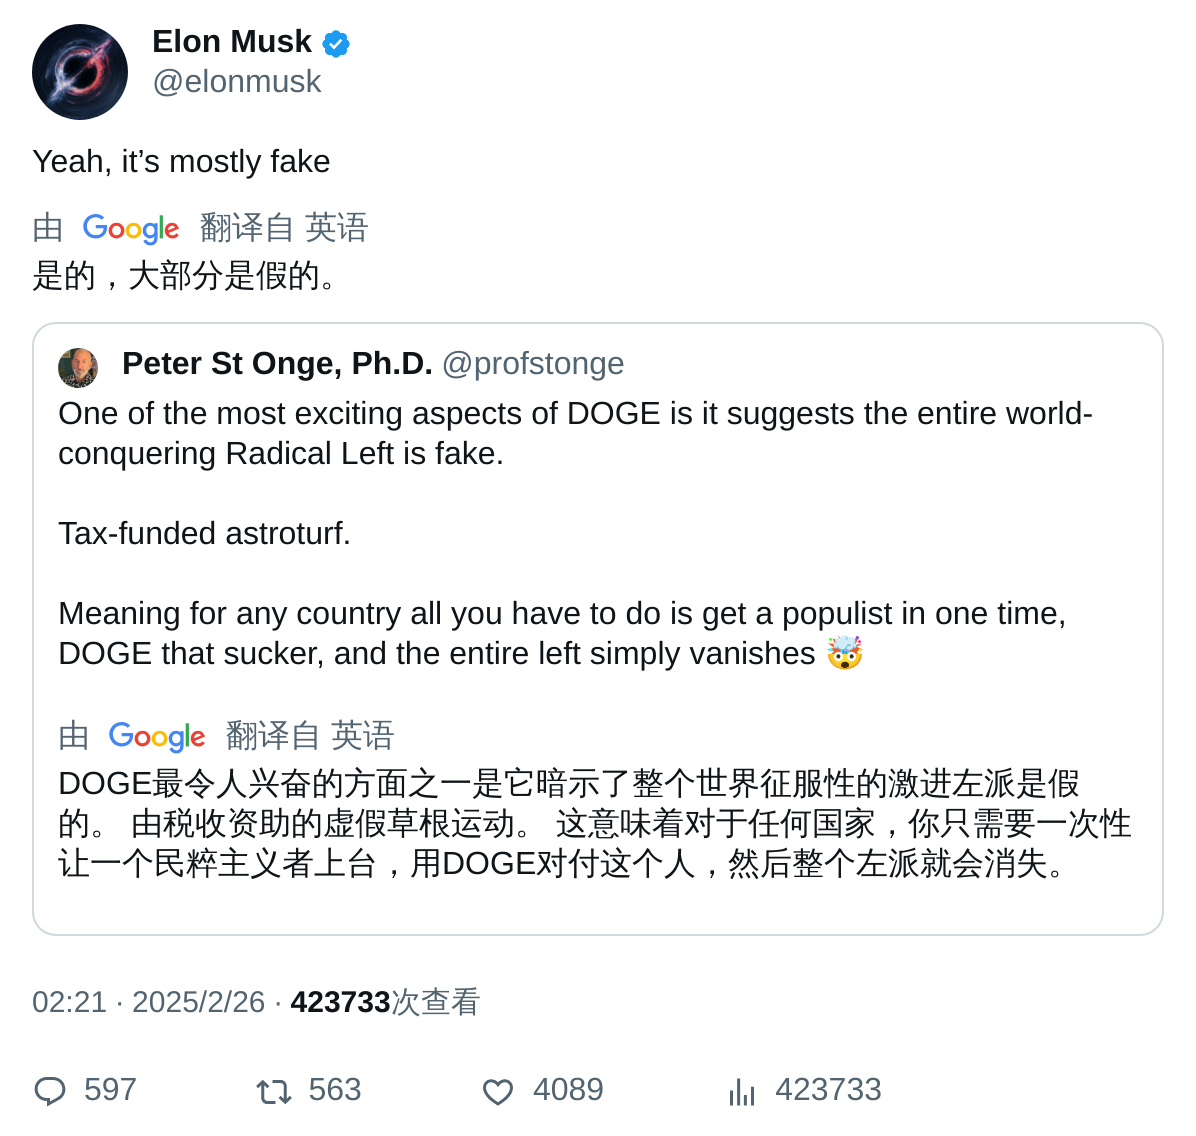 Elon Musk
@elonmusk
Yeah, it’s mostly fake
由 Google 翻译自 英语
是的，大部分是假的。
Peter St Onge, Ph.D. @profstonge
One of the most exciting aspects of DOGE is it suggests the entire world-
conquering Radical Left is fake.
Tax-funded astroturf.
Meaning for any country all you have to do is get a populist in one time,
DOGE that sucker, and the entire left simply vanishes 🤯
由 Google 翻译自 英语
DOGE最令人兴奋的方面之一是它暗示了整个世界征服性的激进左派是假
的。 由税收资助的虚假草根运动。 这意味着对于任何国家，你只需要一次性
让一个民粹主义者上台，用DOGE对付这个人，然后整个左派就会消失。
02:21 · 2025/2/26 · 423733次查看
597 563 4089 423733